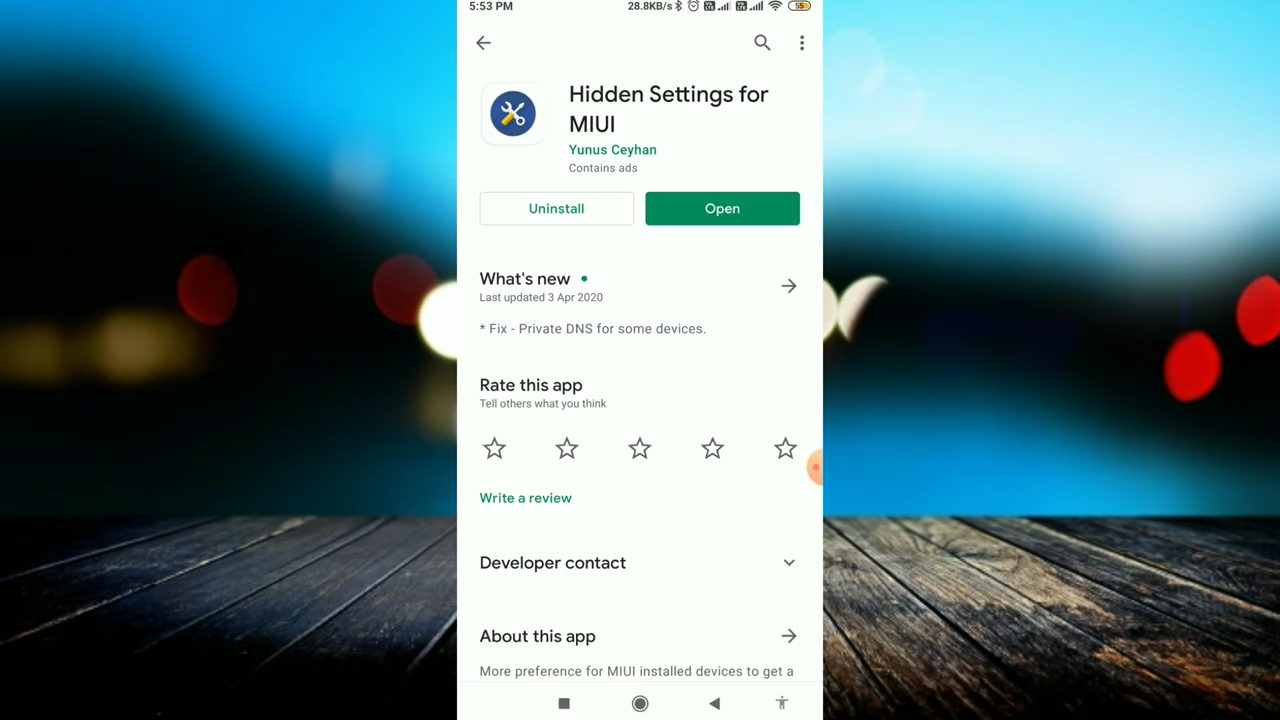 5:53 PM 28.8KB/s 55
Hidden Settings for
MIUI
Yunus Ceyhan
Contains ads
Uninstall Open
What's new
Last updated 3 Apr 2020
* Fix - Private DNS for some devices.
Rate this app
Tell others what you think
Write a review
Developer contact
About this app
More preference for MIUI installed devices to get a